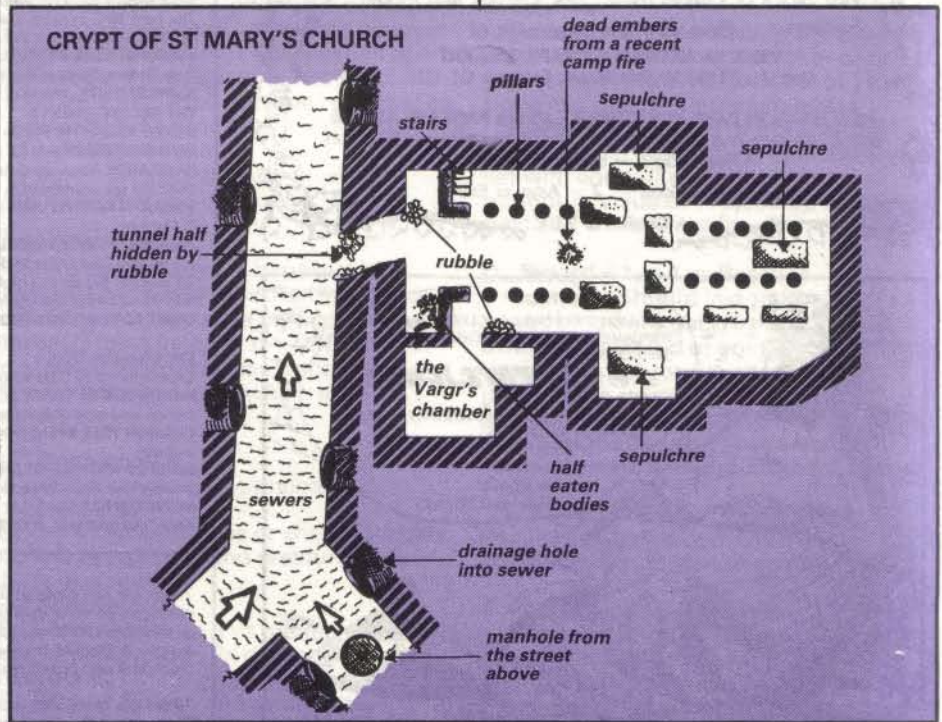 CRYPT OF ST MARY'S CHURCH
dead embers
from a recent
camp fire
pillars
sepulchre
stairs
sepulchre
tunnel half
hidden by
rubble
rubble
the
Vargr's
chamber
sepulchre
half
eaten
bodies
sewers
drainage hole
into sewer
manhole from
the street
above